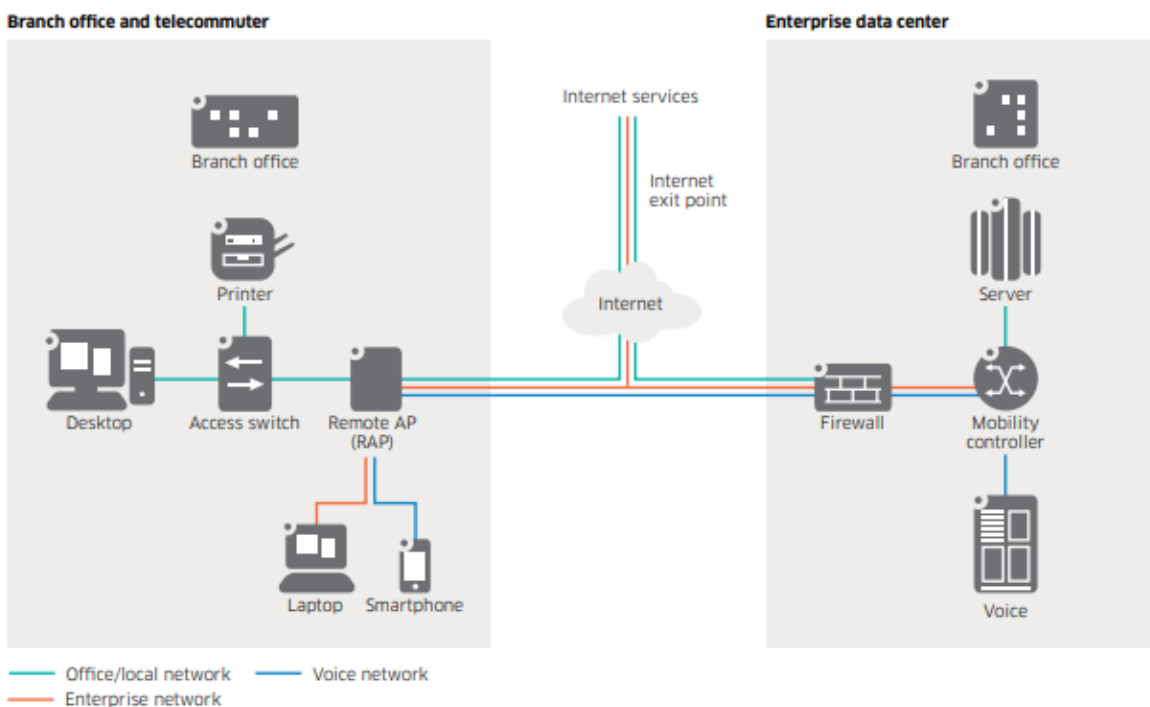 Branch office and telecommuter
Enterprise data center
Branch office
Internet services
Internet
exit point
Branch office
Printer
Internet
Server
Desktop
Access switch
Remote AP
(RAP)
Firewall
Mobility
controller
Laptop
Smartphone
Voice
Office/local network
Voice network
Enterprise network